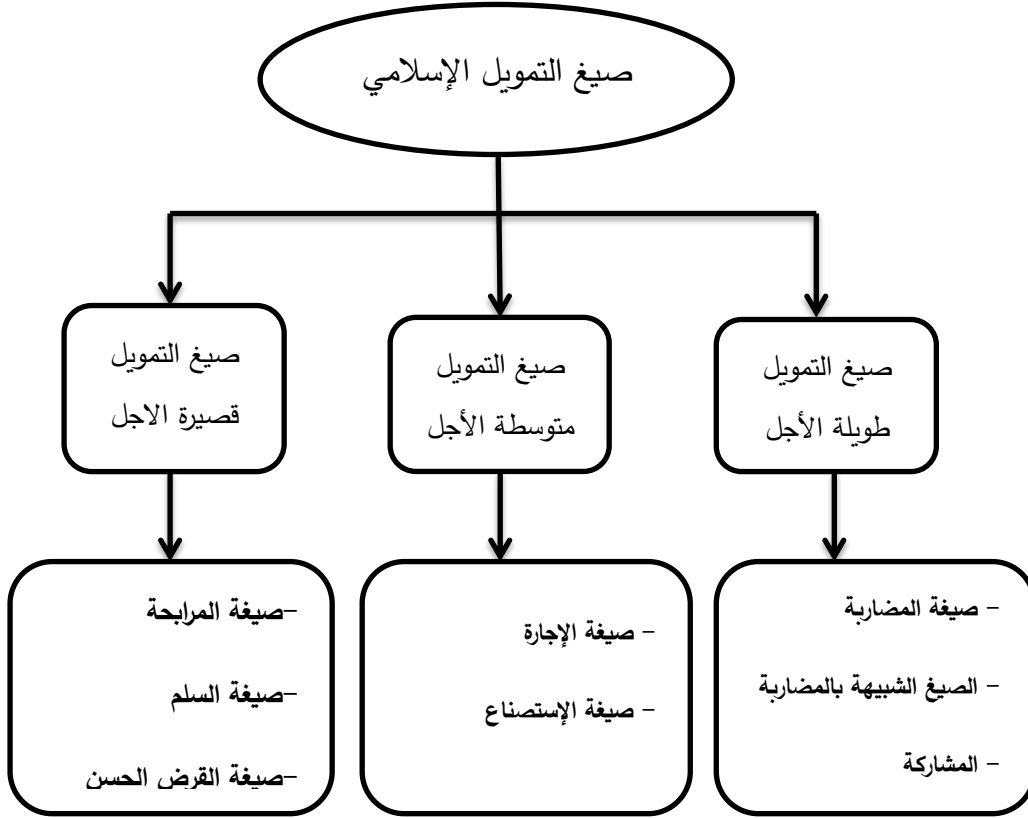 صيغ التمويل الإسلامي
صيغ التمويل
طويلة الأجل
صيغ التمويل
متوسطة الأجل
صيغ التمويل
قصيرة الاجل
- صيغة المضاربة
- الصيغ الشبيهة بالمضاربة
- المشاركة
- صيغة الإجارة
- صيغة الإستصناع
-صيغة المرابحة
-صيغة السلم
-صيغة القرض الحسن